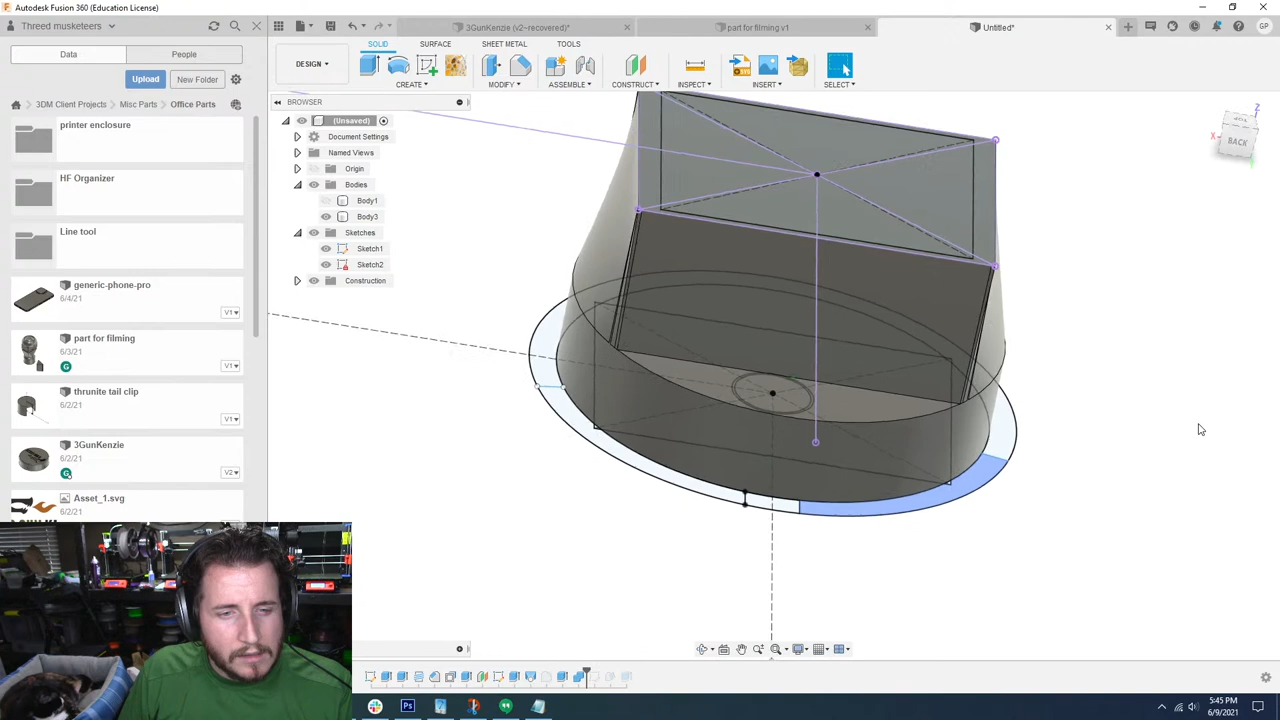 Autodesk Fusion 360 (Education License)
Threed musketeers
3GunKenzie (v2~recovered)*
part for filming v1
Untitled*
GP
Data
People
Upload
New Folder
3DM Client Projects
Misc Parts
Office Parts
DESIGN
SOLID
SURFACE
SHEET METAL
TOOLS
CREATE
MODIFY
ASSEMBLE
CONSTRUCT
INSPECT
INSERT
SELECT
BROWSER
(Unsaved)
Document Settings
Named Views
Origin
Bodies
Body1
Body3
Sketches
Sketch1
Sketch2
Construction
printer enclosure
HF Organizer
Line tool
generic-phone-pro
6/4/21
V1
part for filming
6/3/21
G
V1
thrunite tail clip
6/2/21
V1
3GunKenzie
6/2/21
G
V2
Asset_1.svg
6/2/21
Z
X
BACK
Ps
5:45 PM
6/9/2021